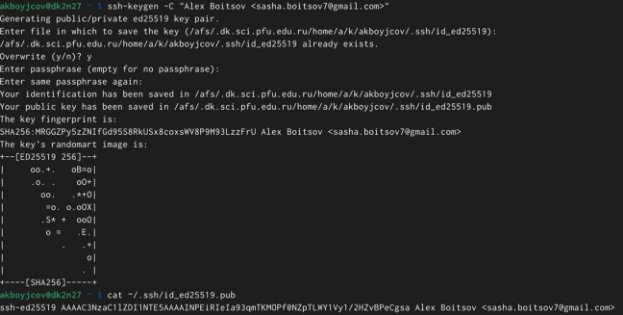 akboyjcov@dk2n27 ~ $ ssh-keygen -C "Alex Boitsov <sasha.boitsov7@gmail.com>"
Generating public/private ed25519 key pair.
Enter file in which to save the key (/afs/.dk.sci.pfu.edu.ru/home/a/k/akboyjcov/.ssh/id_ed25519):
/afs/.dk.sci.pfu.edu.ru/home/a/k/akboyjcov/.ssh/id_ed25519 already exists.
Overwrite (y/n)? y
Enter passphrase (empty for no passphrase):
Enter same passphrase again:
Your identification has been saved in /afs/.dk.sci.pfu.edu.ru/home/a/k/akboyjcov/.ssh/id_ed25519
Your public key has been saved in /afs/.dk.sci.pfu.edu.ru/home/a/k/akboyjcov/.ssh/id_ed25519.pub
The key fingerprint is:
SHA256:MRGGZPy5zZNIfGd95S8RkUSx8coxsWV8P9M93LzzFrU Alex Boitsov <sasha.boitsov7@gmail.com>
The key's randomart image is:
+--[ED25519 256]--+
|     oo.+.   oB=o|
|     .o. .    oO+|
|       oo.   .*+O|
|        =o. o.oOX|
|       .S* +  ooO|
|        o =   .E.|
|           .   .+|
|                o|
|               . |
+----[SHA256]-----+
akboyjcov@dk2n27 ~ $ cat ~/.ssh/id_ed25519.pub
ssh-ed25519 AAAAC3NzaC1lZDI1NTE5AAAAINPEiRIeIa93qmTKMOPf0NZpTLWY1Vy1/2HZvBPeCgsa Alex Boitsov <sasha.boitsov7@gmail.com>